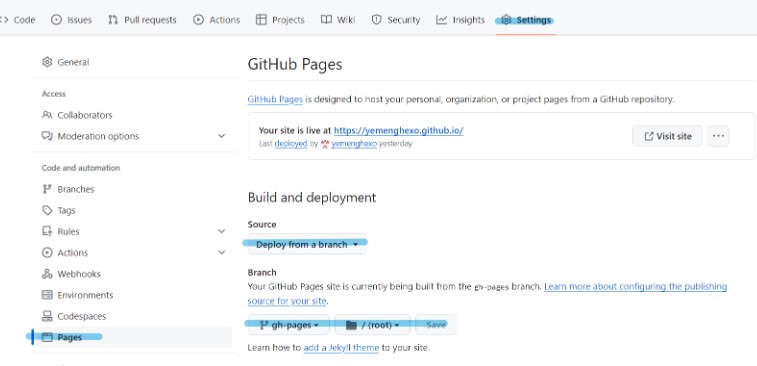 Code Issues Pull requests Actions Projects Wiki Security Insights Settings
General
Access
Collaborators
Moderation options
Code and automation
Branches
Tags
Rules
Actions
Webhooks
Environments
Codespaces
Pages
GitHub Pages
GitHub Pages is designed to host your personal, organization, or project pages from a GitHub repository.
Your site is live at https://yemenghexo.github.io/
Last deployed by yemenghexo yesterday
Visit site
Build and deployment
Source
Deploy from a branch
Branch
Your GitHub Pages site is currently being built from the gh-pages branch. Learn more about configuring the publishing
source for your site.
gh-pages / (root) Save
Learn how to add a Jekyll theme to your site.